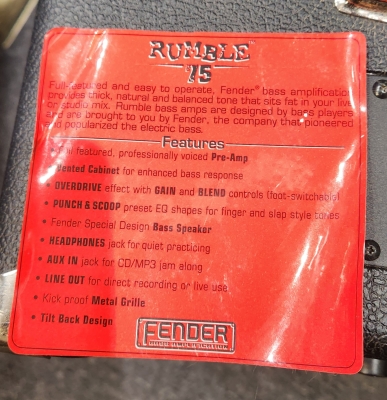 RUMBLE™
75
Full-featured and easy to operate, Fender® bass amplification
provides thick, natural and balanced tone that sits fat in your live
or studio mix. Rumble bass amps are designed by bass players
and are brought to you by Fender, the company that pioneered
and popularized the electric bass.
Features
featured, professionally voiced Pre-Amp
Vented Cabinet for enhanced bass response
• OVERDRIVE effect with GAIN and BLEND controls (foot-switchable)
• PUNCH & SCOOP preset EQ shapes for finger and slap style tones
• Fender Special Design Bass Speaker
• HEADPHONES jack for quiet practicing
• AUX IN jack for CD/MP3 jam along
• LINE OUT for direct recording or live use
• Kick proof Metal Grille
• Tilt Back Design
FENDER
BASS AMPLIFICATION